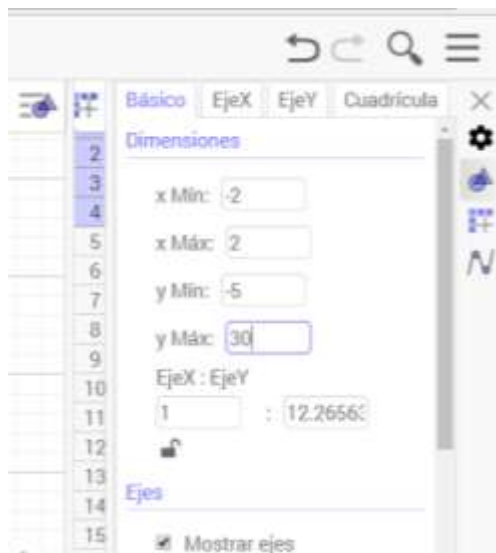 Básico EjeX EjeY Cuadrícula
Dimensiones
x Mín: -2
x Máx: 2
y Mín: -5
y Máx: 30
EjeX : EjeY
1 : 12.26563
Ejes
Mostrar ejes
2
3
4
5
6
7
8
9
10
11
12
13
14
15